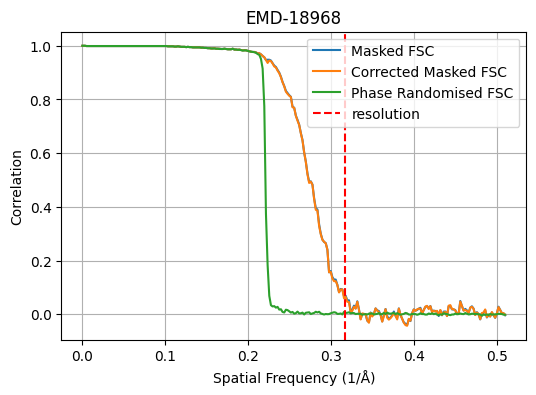 EMD-18968
Masked FSC
Corrected Masked FSC
Phase Randomised FSC
resolution
Correlation
1.0
0.8
0.6
0.4
0.2
0.0
0.0 0.1 0.2 0.3 0.4 0.5
Spatial Frequency (1/Å)